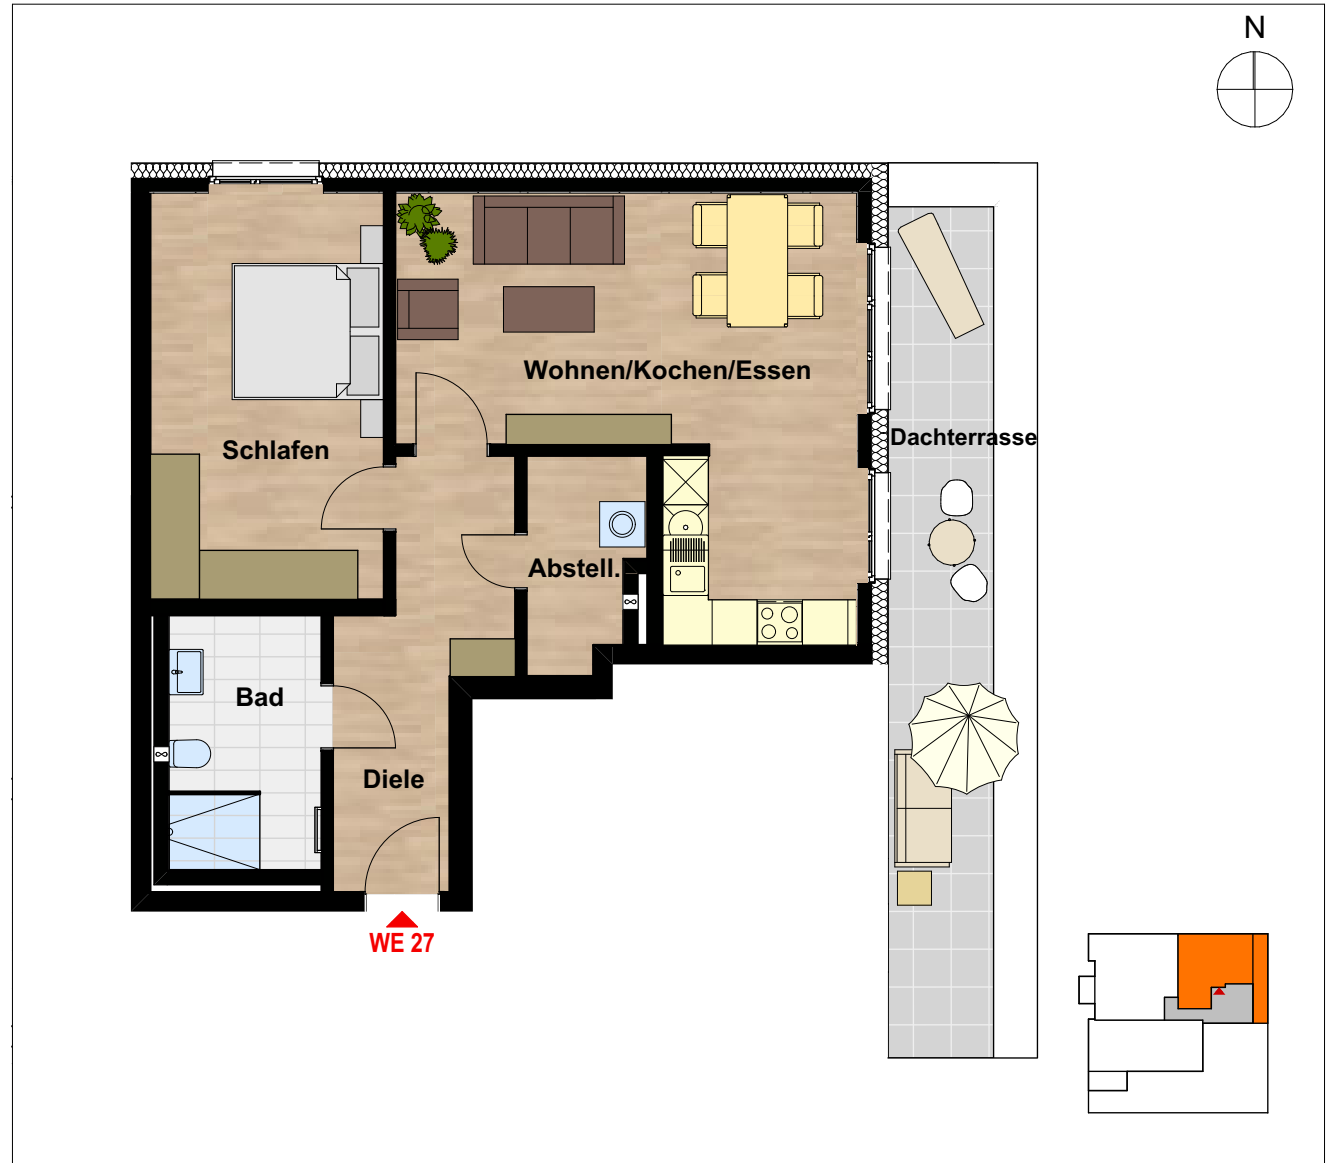 N
Wohnen/Kochen/Essen
Dachterrasse
Schlafen
Abstell.
Bad
Diele
WE 27